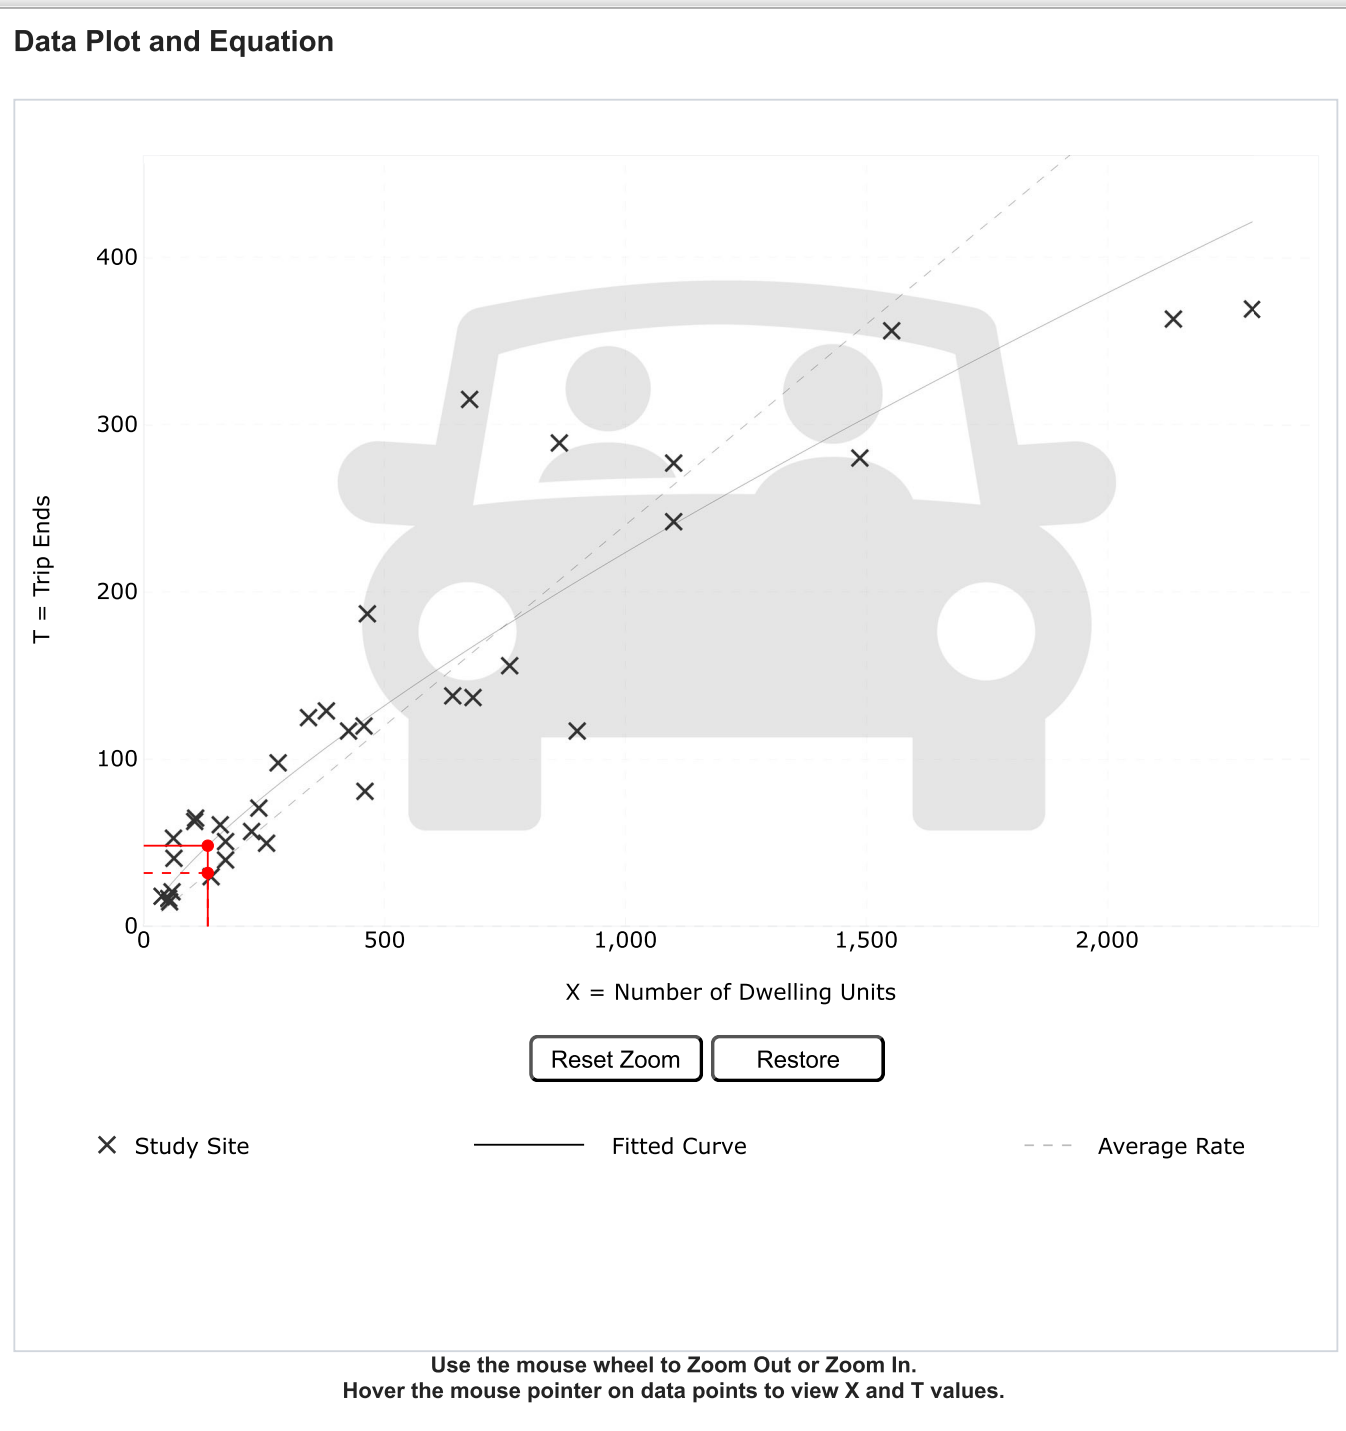 Data Plot and Equation
400
300
200
100
0
T = Trip Ends
0 500 1,000 1,500 2,000
X = Number of Dwelling Units
Reset Zoom Restore
Study Site Fitted Curve Average Rate
Use the mouse wheel to Zoom Out or Zoom In.
Hover the mouse pointer on data points to view X and T values.